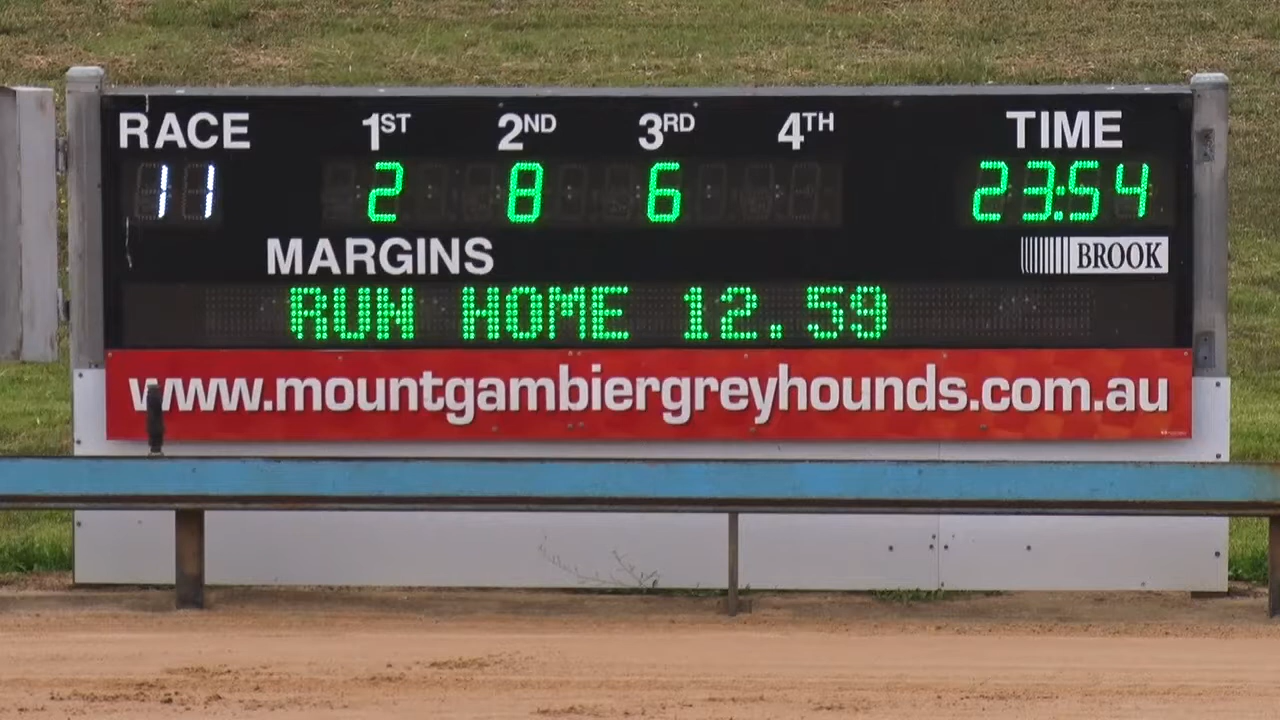 RACE 1ST 2ND 3RD 4TH TIME
11 2 8 6 23:54
MARGINS BROOK
RUN HOME 12.59
www.mountgambiergreyhounds.com.au